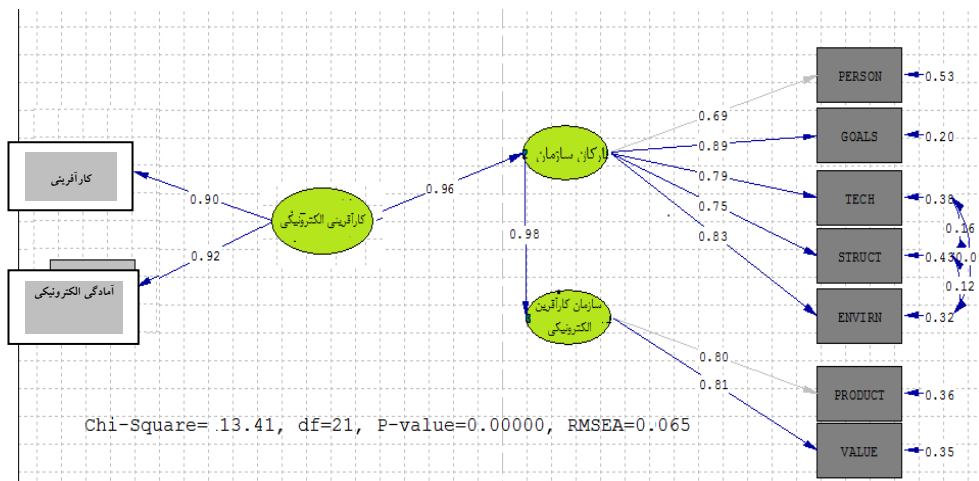 PERSON
0.53
0.69
GOALS
0.20
ارکان سازمان
0.89
کارآفرینی
0.79
TECH
0.38
0.96
0.75
0.90
کارآفرینی الکترونیکی
0.16
0.98
0.83
STRUCT
0.92
0.12
آمادگی الکترونیکی
سازمان کارآفرین
الکترونیکی
ENVIRN
0.32
0.80
0.81
PRODUCT
0.36
Chi-Square= 13.41, df=21, P-value=0.00000, RMSEA=0.065
VALUE
0.35